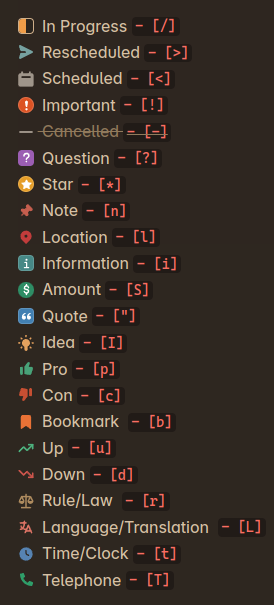 In Progress - [/]
Rescheduled - [>]
Scheduled - [<]
Important - [!]
Cancelled - [-]
Question - [?]
Star - [*]
Note - [n]
Location - [l]
Information - [i]
Amount - [S]
Quote - ["]
Idea - [I]
Pro - [p]
Con - [c]
Bookmark - [b]
Up - [u]
Down - [d]
Rule/Law - [r]
Language/Translation - [L]
Time/Clock - [t]
Telephone - [T]